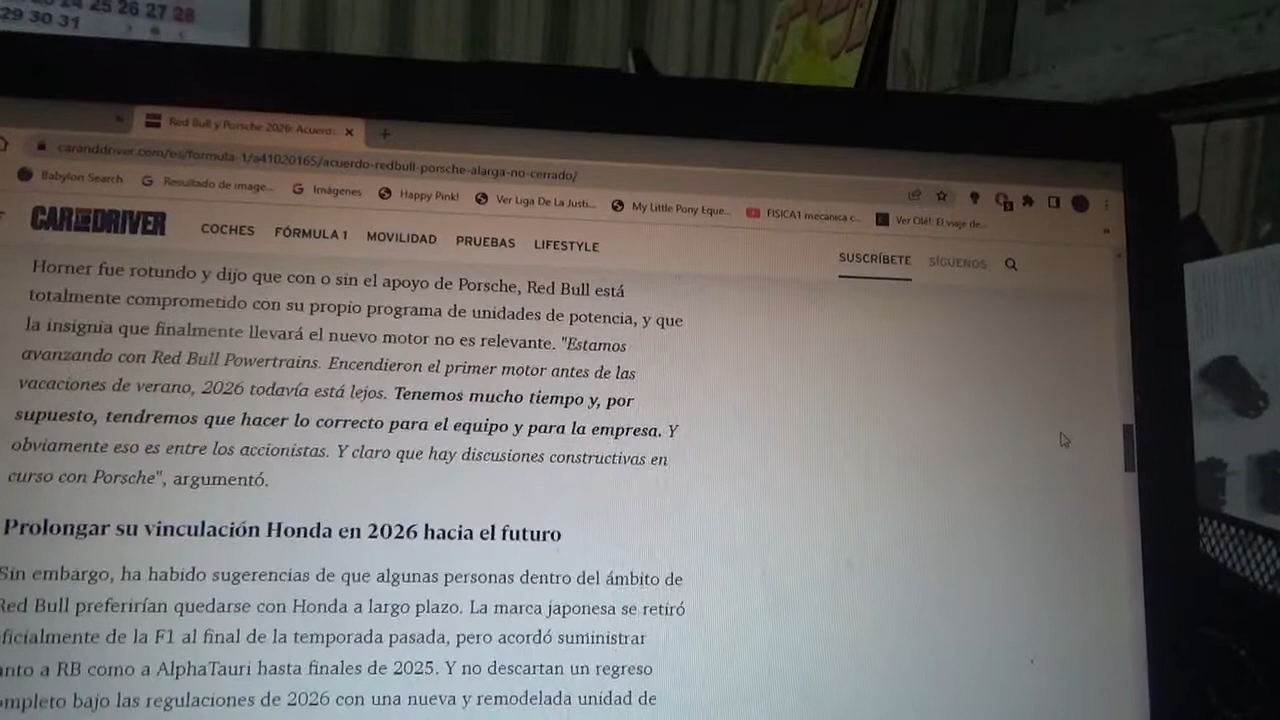 24 25 26 27 28
29 30 31
Red Bull y Porsche 2026: Acuerd
caranddriver.com/es/formula-1/a41020165/acuerdo-redbull-porsche-alarga-no-cerrado/
Babylon Search
Resultado de image...
Imágenes
Happy Pink!
Ver Liga De La Justi...
My Little Pony Eque...
FISICA1 mecanica c...
Ver Olé!: El viaje de...
CAR AND DRIVER
COCHES
FÓRMULA 1
MOVILIDAD
PRUEBAS
LIFESTYLE
SUSCRÍBETE
SÍGUENOS
Horner fue rotundo y dijo que con o sin el apoyo de Porsche, Red Bull está
totalmente comprometido con su propio programa de unidades de potencia, y que
la insignia que finalmente llevará el nuevo motor no es relevante. "Estamos
avanzando con Red Bull Powertrains. Encendieron el primer motor antes de las
vacaciones de verano, 2026 todavía está lejos. Tenemos mucho tiempo y, por
supuesto, tendremos que hacer lo correcto para el equipo y para la empresa. Y
obviamente eso es entre los accionistas. Y claro que hay discusiones constructivas en
curso con Porsche", argumentó.
Prolongar su vinculación Honda en 2026 hacia el futuro
Sin embargo, ha habido sugerencias de que algunas personas dentro del ámbito de
Red Bull preferirían quedarse con Honda a largo plazo. La marca japonesa se retiró
oficialmente de la F1 al final de la temporada pasada, pero acordó suministrar
anto a RB como a AlphaTauri hasta finales de 2025. Y no descartan un regreso
ompleto bajo las regulaciones de 2026 con una nueva y remodelada unidad de